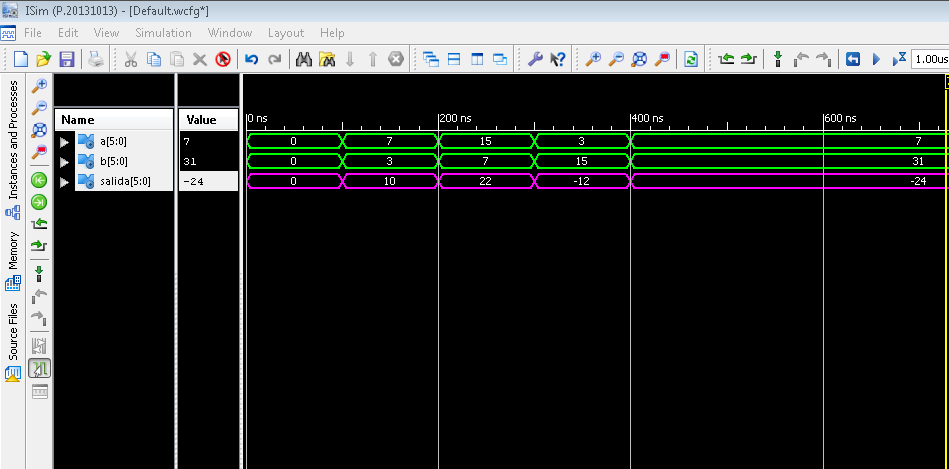 ISim (P.20131013) - [Default.wcfg*]
File Edit View Simulation Window Layout Help
1.00us
Instances and Processes
Memory
Source Files
Name Value
0 ns 200 ns 400 ns 600 ns
a[5:0] 7 0 7 15 3 7
b[5:0] 31 0 3 7 15 31
salida[5:0] -24 0 10 22 -12 -24